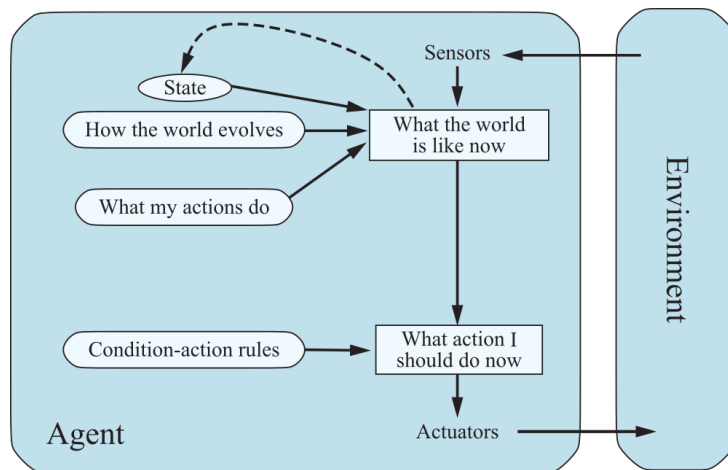 Sensors
State
How the world evolves
What the world
is like now
What my actions do
Condition-action rules
What action I
should do now
Agent
Actuators
Environment